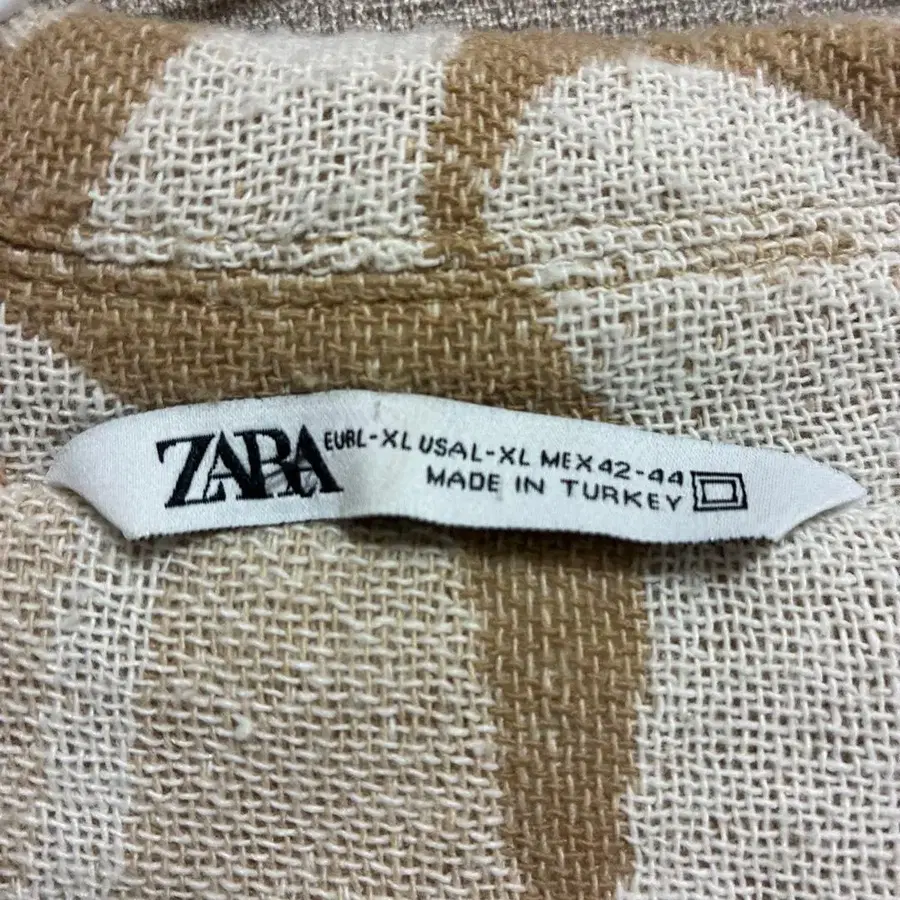 ZARA
EURL-XL USAL-XL MEX42-44
MADE IN TURKEY